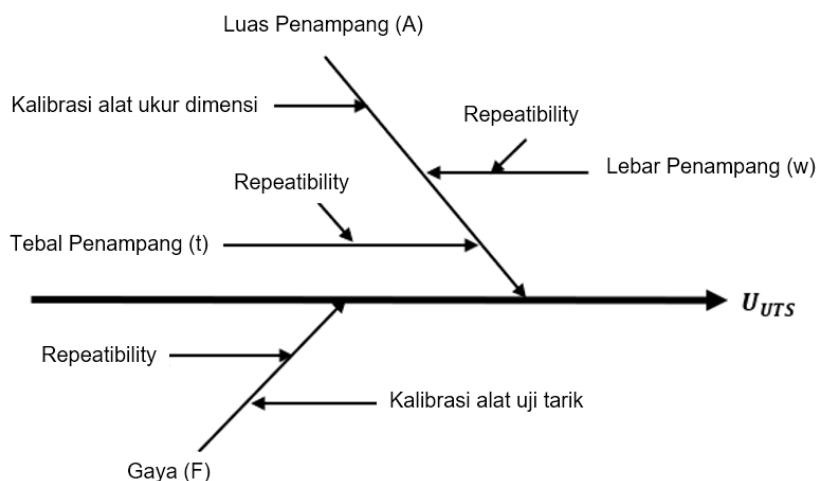 Luas Penampang (A)
Kalibrasi alat ukur dimensi
Repeatibility
Lebar Penampang (w)
Repeatibility
Tebal Penampang (t)
U_UTS
Repeatibility
Kalibrasi alat uji tarik
Gaya (F)